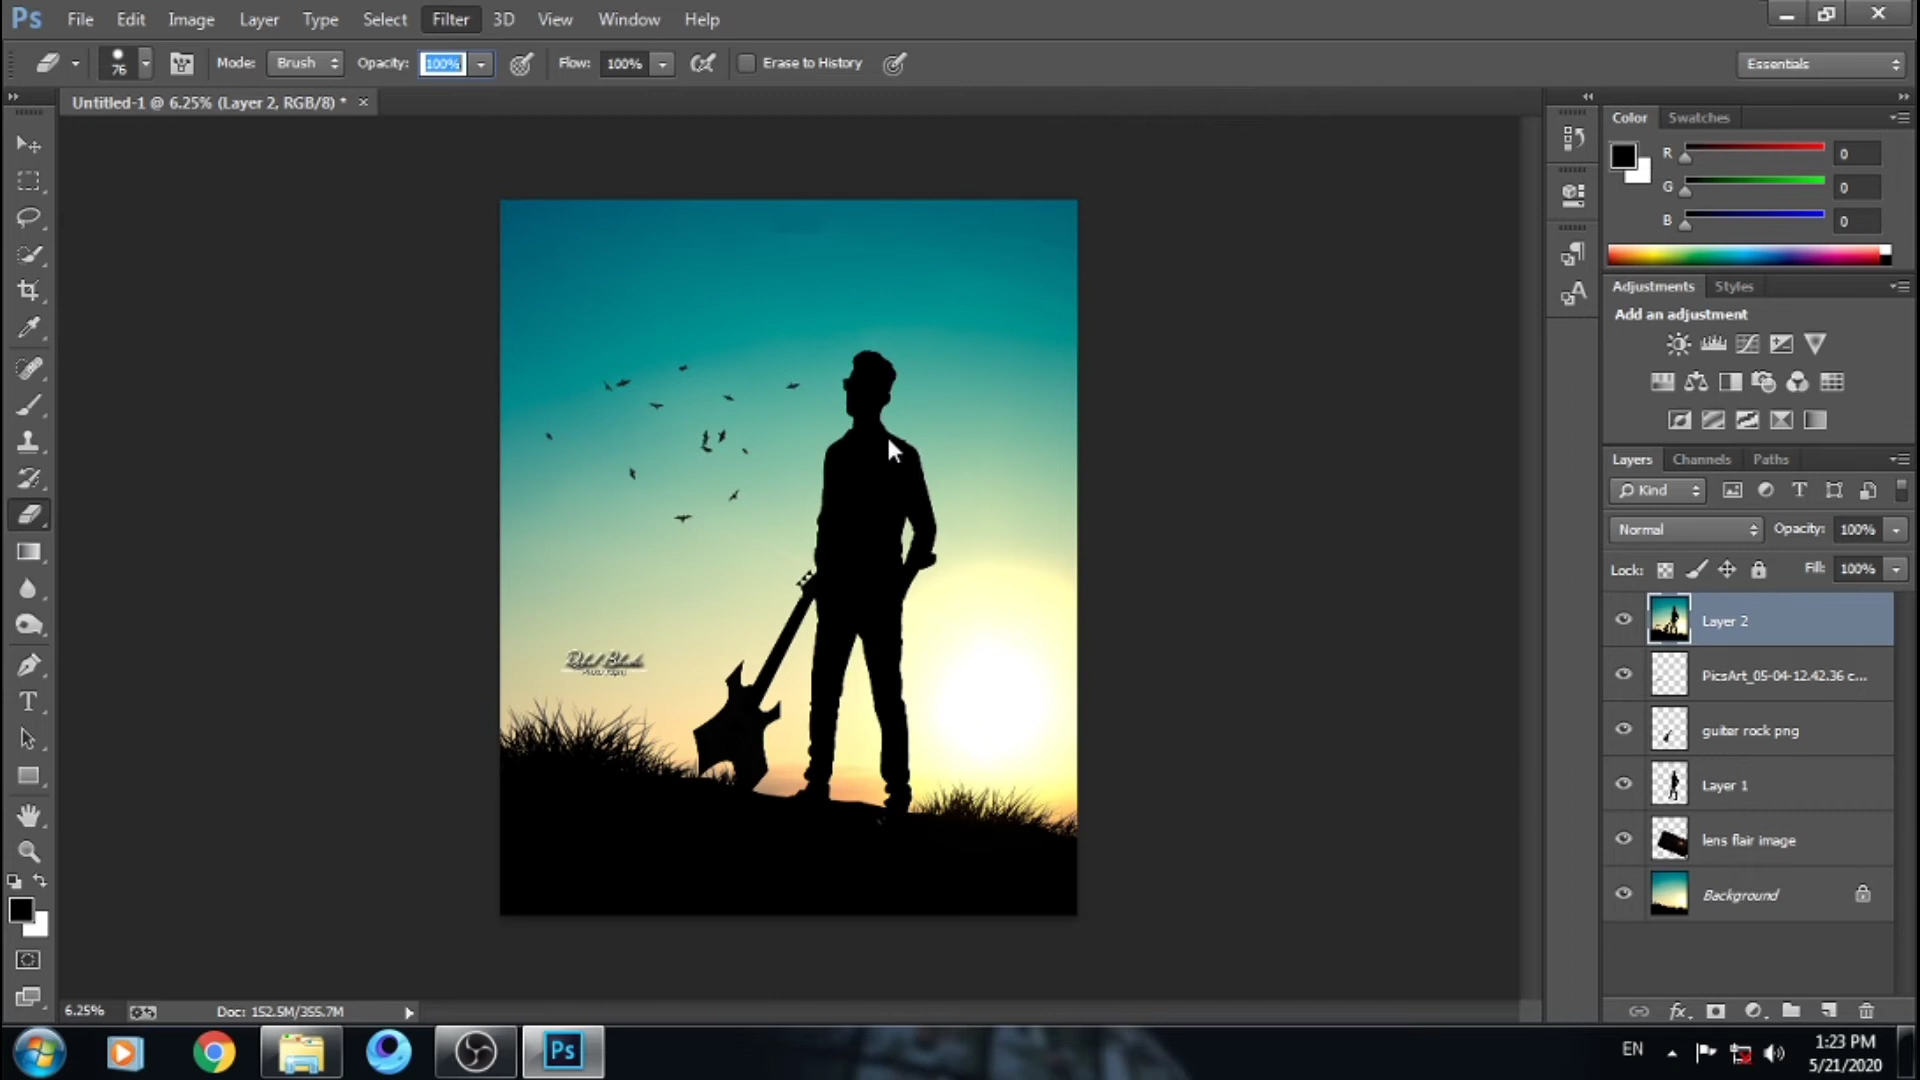 Ps File Edit Image Layer Type Select Filter 3D View Window Help
76 Mode: Brush Opacity: 100% Flow: 100% Erase to History Essentials
Untitled-1 @ 6.25% (Layer 2, RGB/8) * ×
Color Swatches
R 0
G 0
B 0
Adjustments Styles
Add an adjustment
Layers Channels Paths
Kind
Normal Opacity: 100%
Lock: Fill: 100%
Layer 2
PicsArt_05-04-12.42.36 c...
guiter rock png
Layer 1
lens flair image
Background
6.25% Doc: 152.5M/355.7M
Ps EN 1:23 PM
5/21/2020